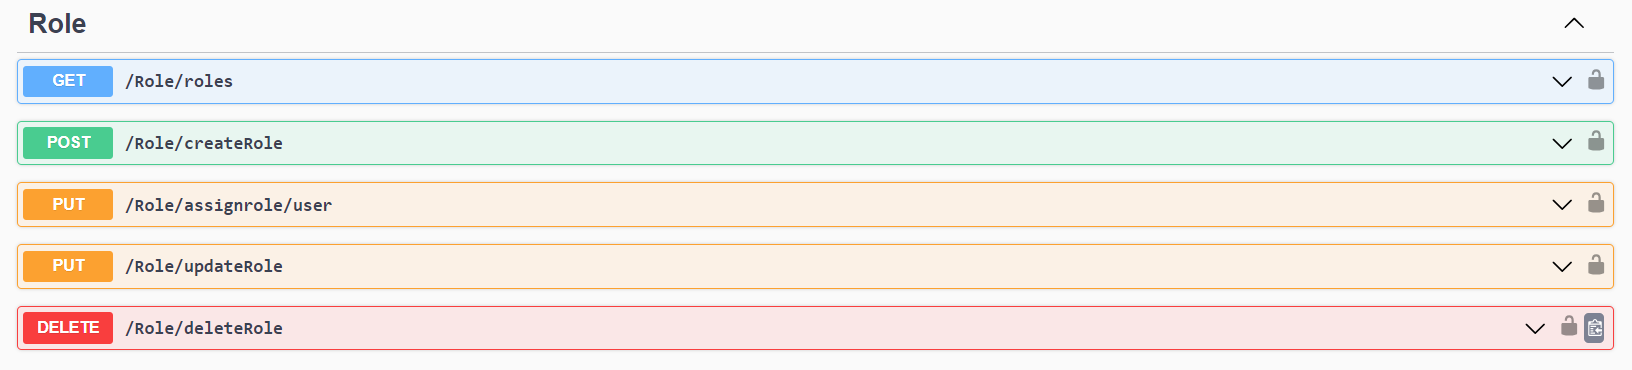 Role
GET /Role/roles
POST /Role/createRole
PUT /Role/assignrole/user
PUT /Role/updateRole
DELETE /Role/deleteRole